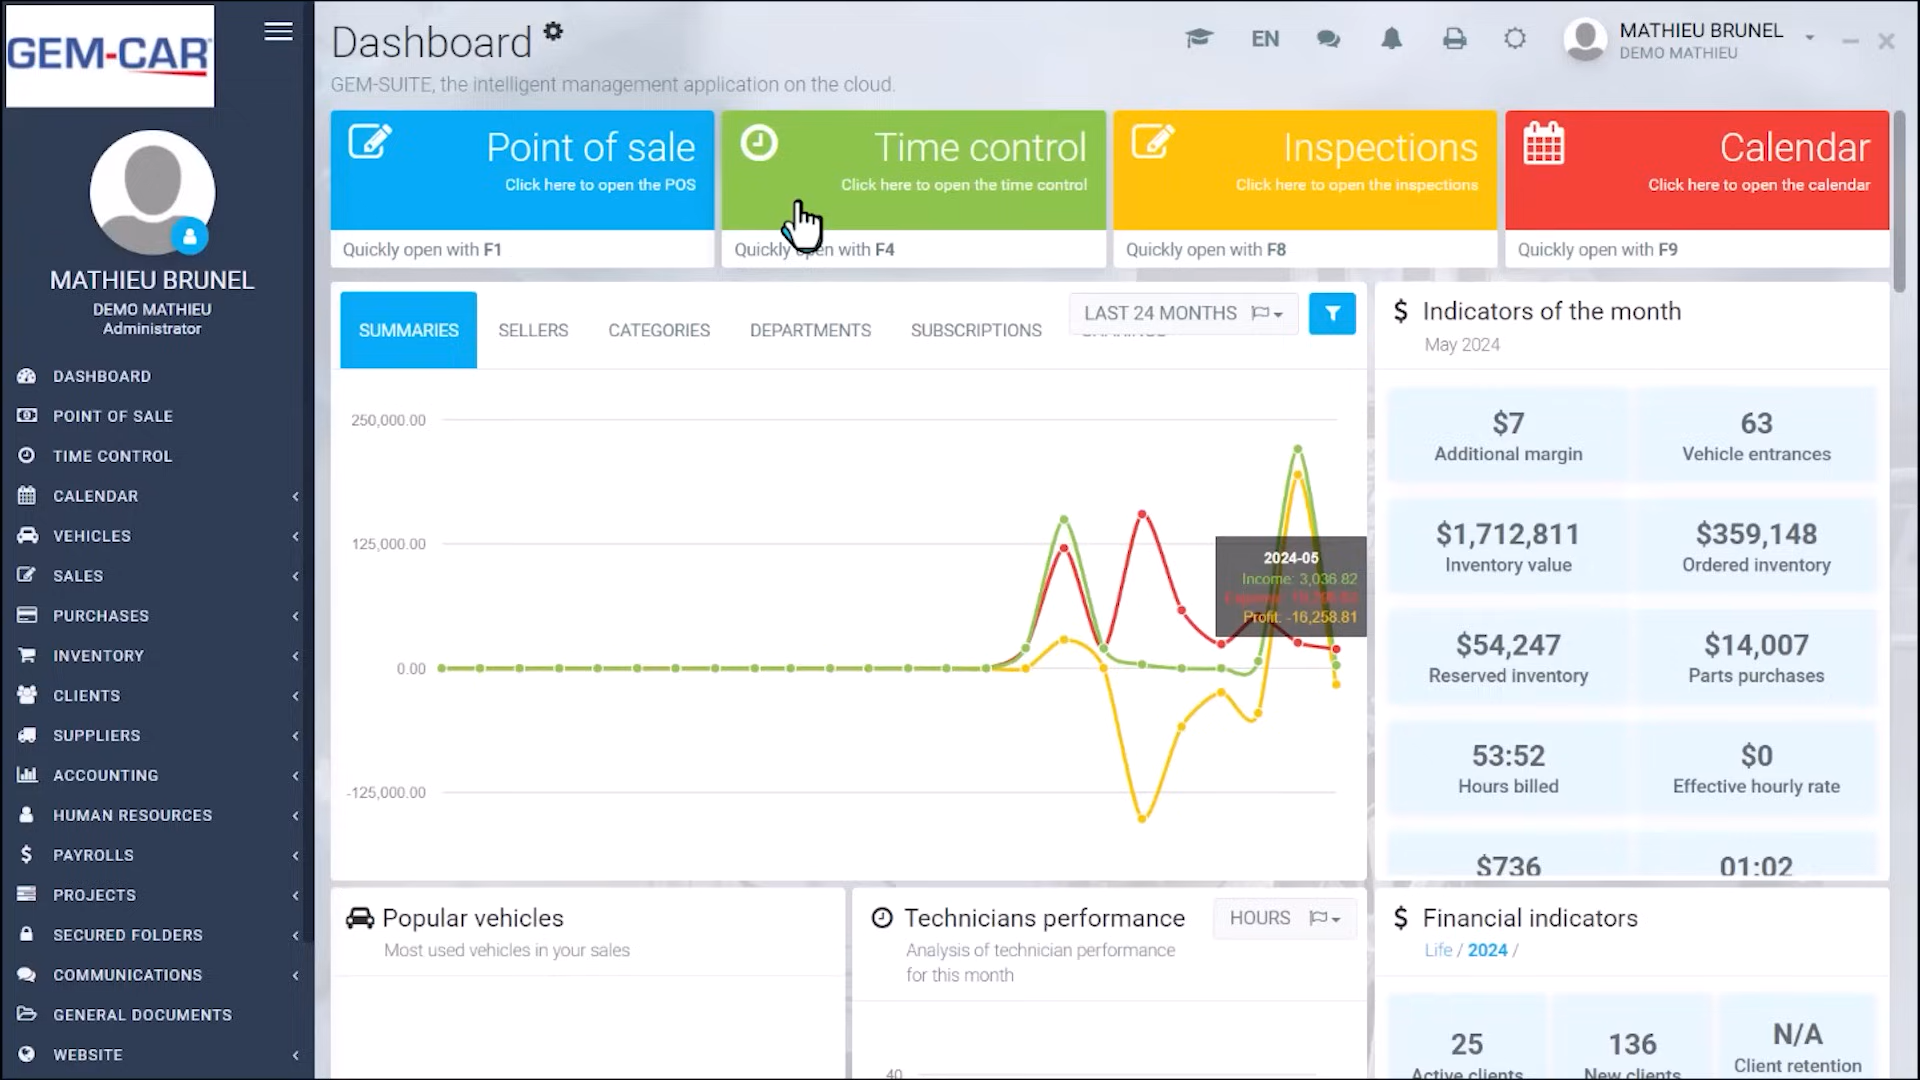 GEM-CAR
MATHIEU BRUNEL
DEMO MATHIEU
Administrator
DASHBOARD
POINT OF SALE
TIME CONTROL
CALENDAR
VEHICLES
SALES
PURCHASES
INVENTORY
CLIENTS
SUPPLIERS
ACCOUNTING
HUMAN RESOURCES
PAYROLLS
PROJECTS
SECURED FOLDERS
COMMUNICATIONS
GENERAL DOCUMENTS
WEBSITE
Dashboard
GEM-SUITE, the intelligent management application on the cloud.
EN
MATHIEU BRUNEL
DEMO MATHIEU
Point of sale
Click here to open the POS
Quickly open with F1
Time control
Click here to open the time control
Quickly open with F4
Inspections
Click here to open the inspections
Quickly open with F8
Calendar
Click here to open the calendar
Quickly open with F9
SUMMARIES SELLERS CATEGORIES DEPARTMENTS SUBSCRIPTIONS
LAST 24 MONTHS
250,000.00
125,000.00
0.00
-125,000.00
2024-05
Income: 3,036.82
Profit: -16,258.81
Indicators of the month
May 2024
$7
Additional margin
63
Vehicle entrances
$1,712,811
Inventory value
$359,148
Ordered inventory
$54,247
Reserved inventory
$14,007
Parts purchases
53:52
Hours billed
$0
Effective hourly rate
$736
01:02
Popular vehicles
Most used vehicles in your sales
Technicians performance
Analysis of technician performance
for this month
HOURS
40
Financial indicators
Life / 2024 /
25
Active clients
136
New clients
N/A
Client retention